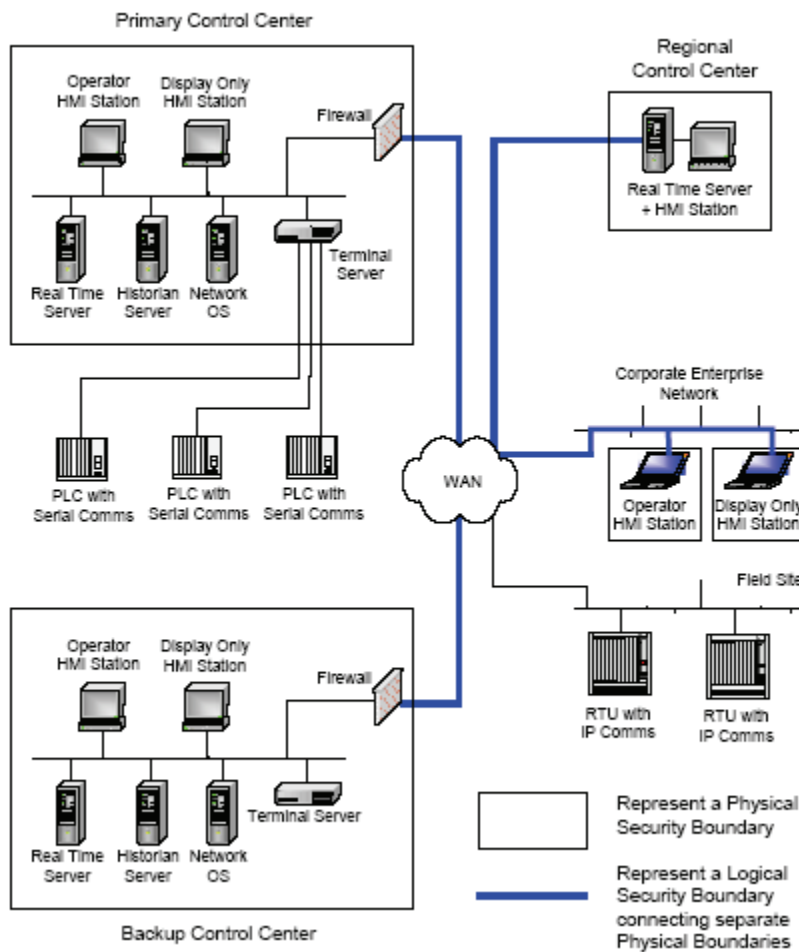 Primary Control Center
Operator
HMI Station
Display Only
HMI Station
Firewall
Real Time
Server
Historian
Server
Network
OS
Terminal
Server
PLC with
Serial Comms
PLC with
Serial Comms
PLC with
Serial Comms
Regional
Control Center
Real Time Server
+ HMI Station
Corporate Enterprise
Network
WAN
Operator
HMI Station
Display Only
HMI Station
Field Site
RTU with
IP Comms
RTU with
IP Comms
Operator
HMI Station
Display Only
HMI Station
Firewall
Real Time
Server
Historian
Server
Network
OS
Terminal Server
Backup Control Center
Represent a Physical
Security Boundary
Represent a Logical
Security Boundary
connecting separate
Physical Boundaries